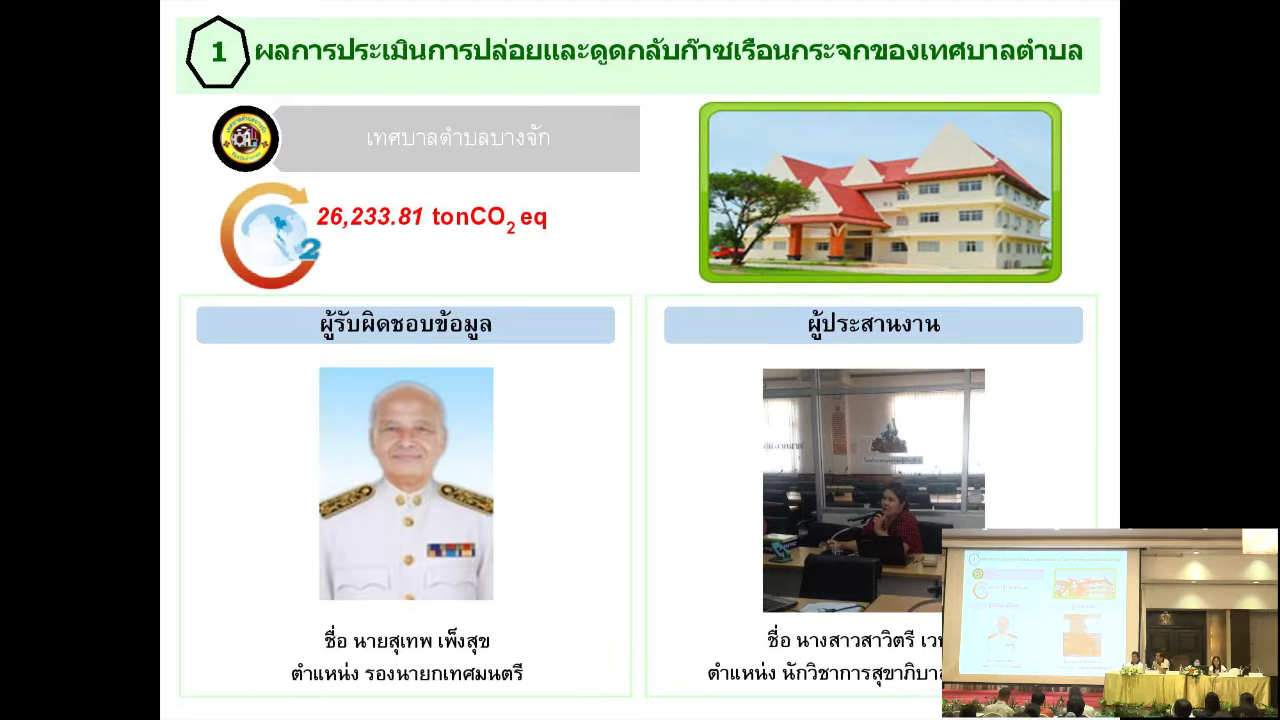 1
ผลการประเมินการปล่อยและดูดกลับก๊าซเรือนกระจกของเทศบาลตำบล
เทศบาลตำบลบางจัก
26,233.81 tonCO2 eq
2
ผู้รับผิดชอบข้อมูล
ผู้ประสานงาน
ชื่อ นายสุเทพ เพ็งสุข
ตำแหน่ง รองนายกเทศมนตรี
ชื่อ นางสาวสาวิตรี
ตำแหน่ง นักวิชาการสุขาภิบาล